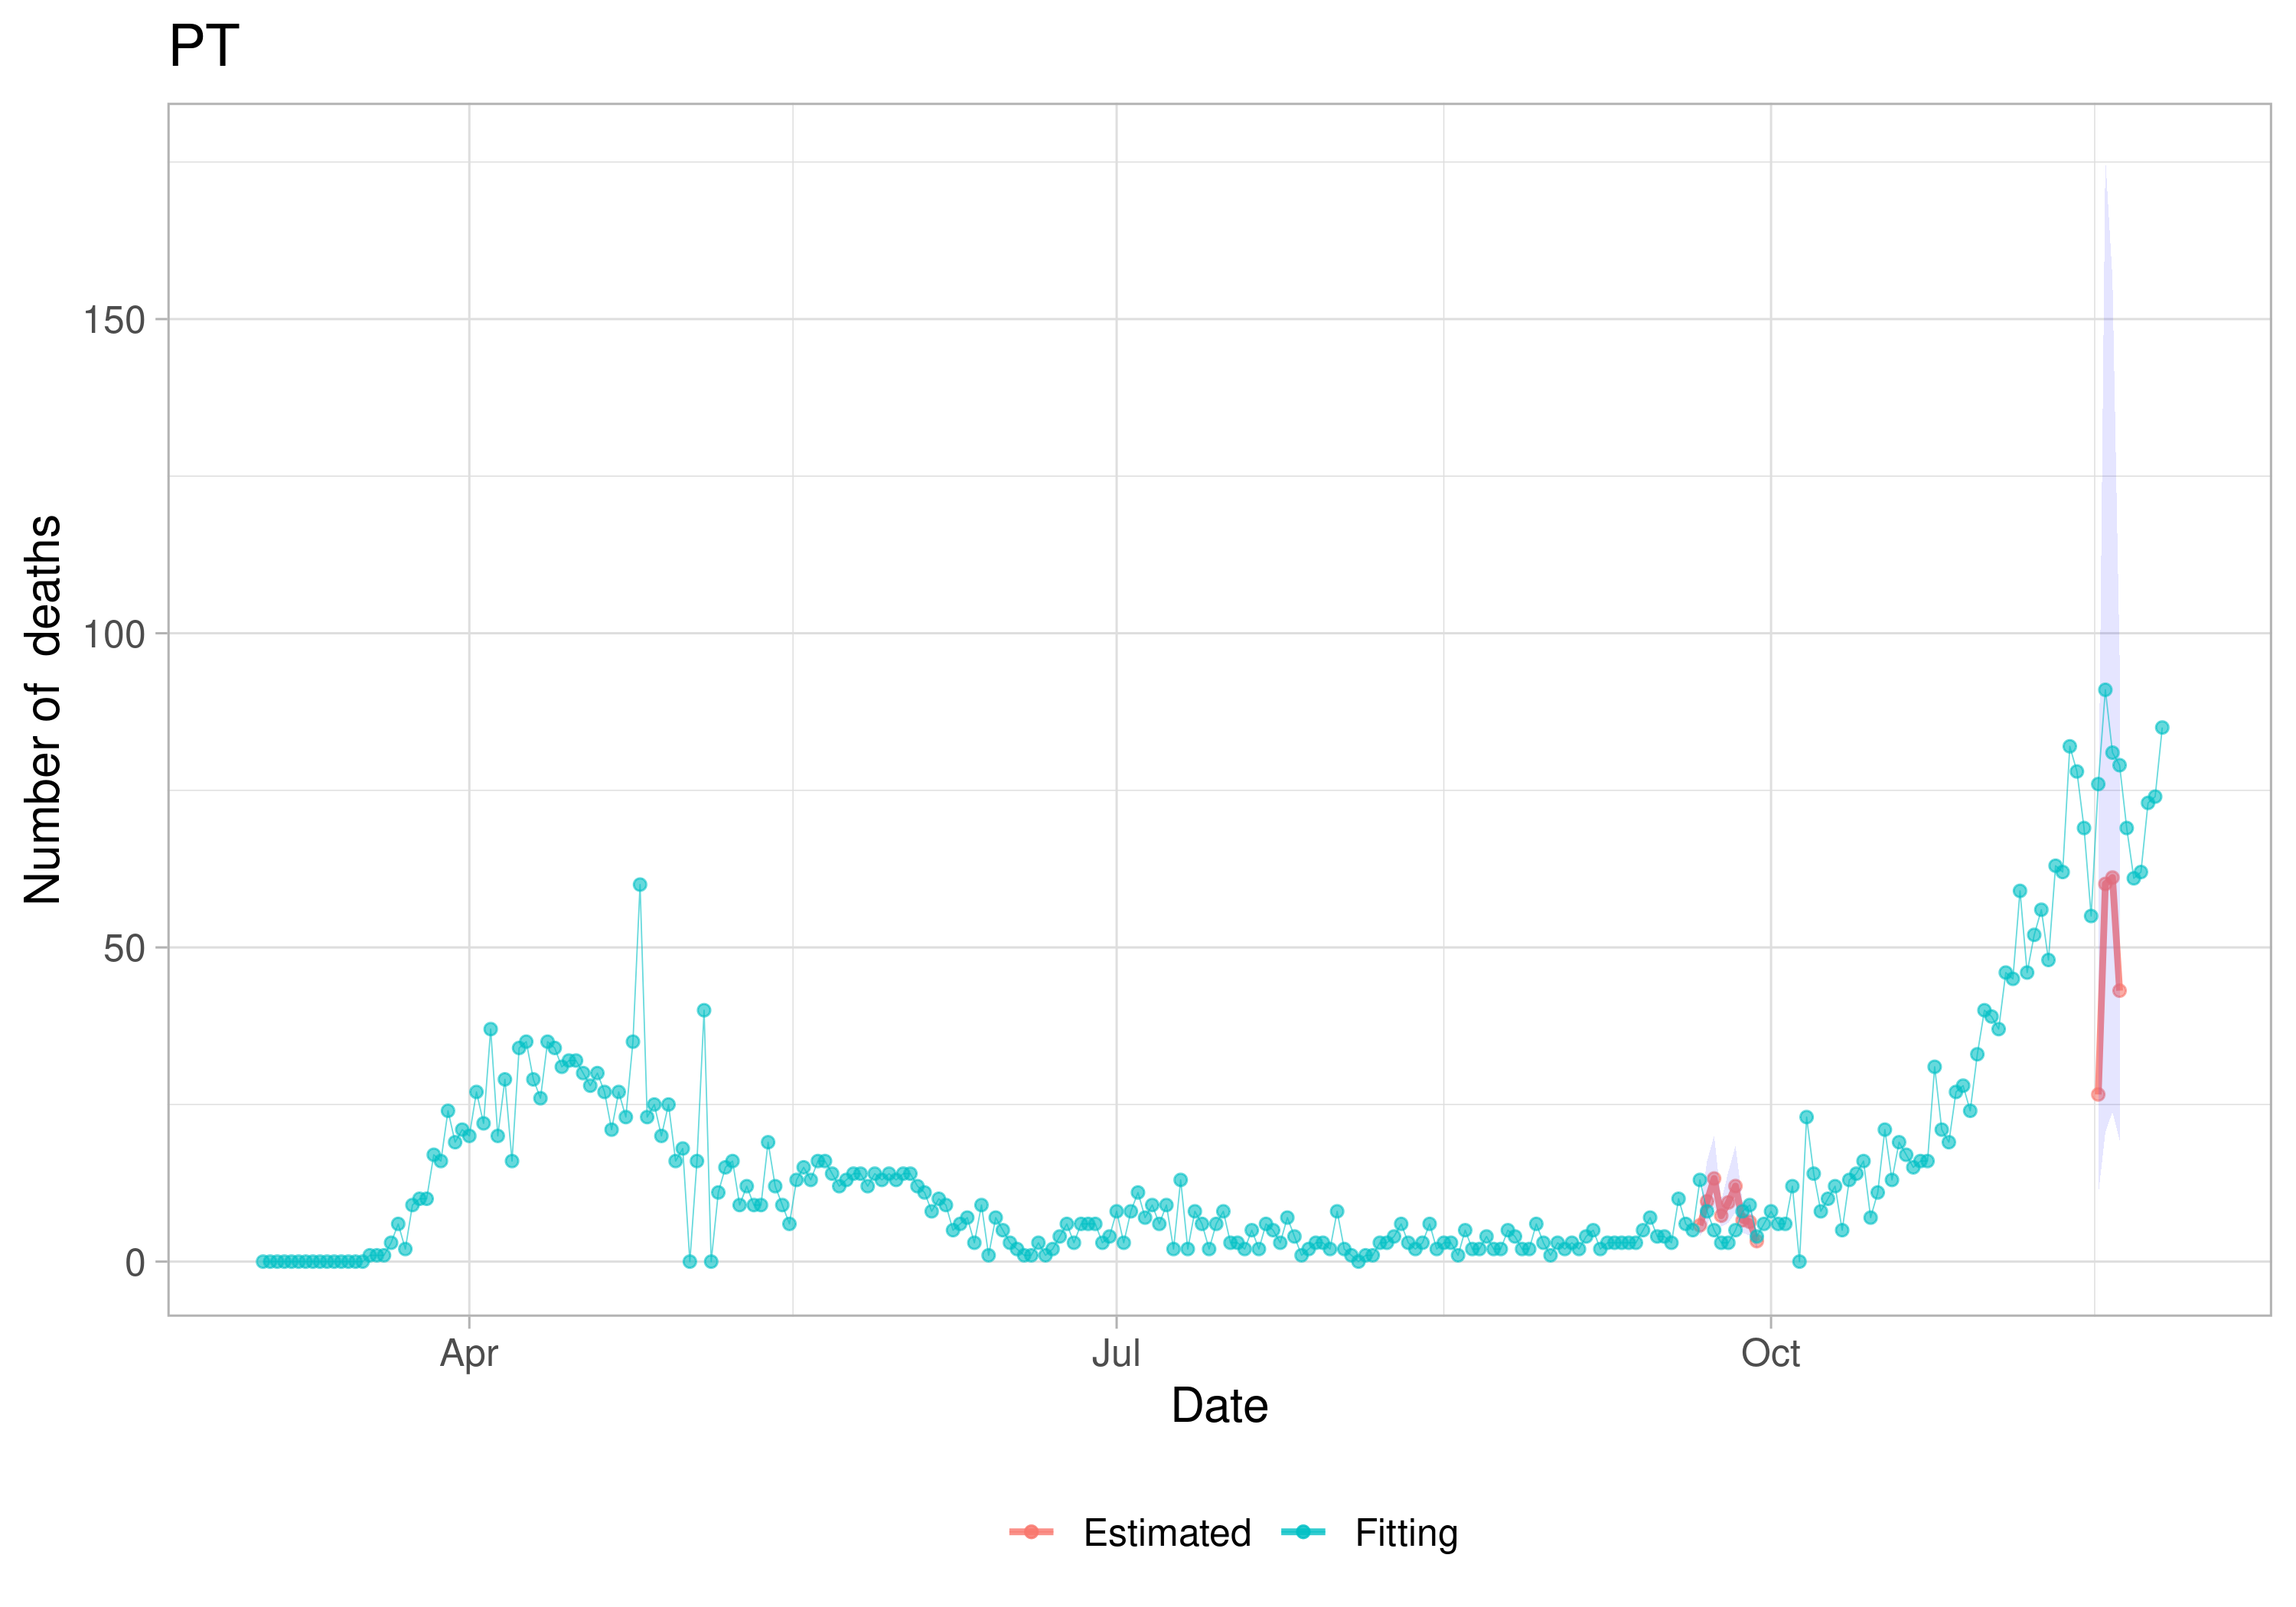 PT
150
100
50
0
Number of  deaths
Apr Jul Oct
Date
Estimated Fitting